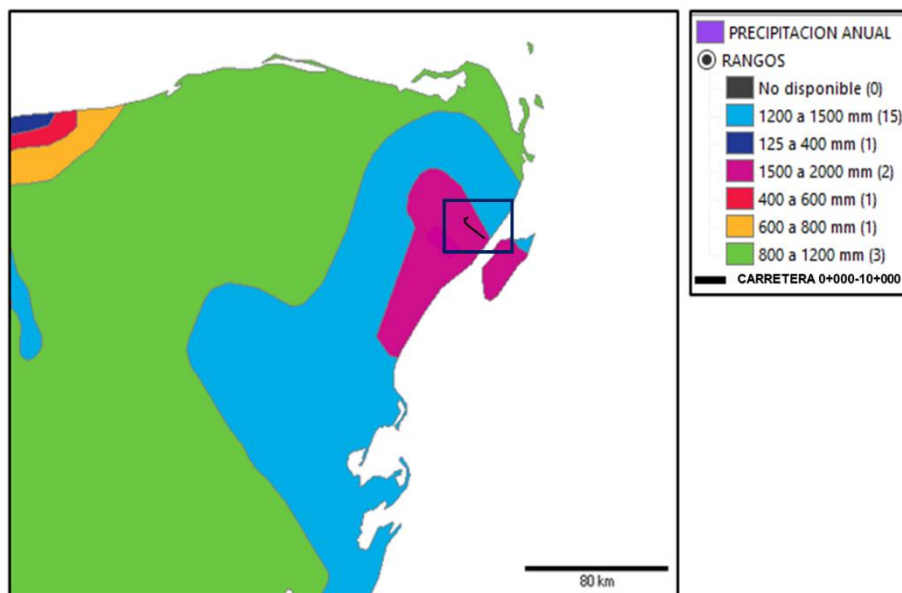 PRECIPITACION ANUAL
RANGOS
No disponible (0)
1200 a 1500 mm (15)
125 a 400 mm (1)
1500 a 2000 mm (2)
400 a 600 mm (1)
600 a 800 mm (1)
800 a 1200 mm (3)
CARRETERA 0+000-10+000
80 km